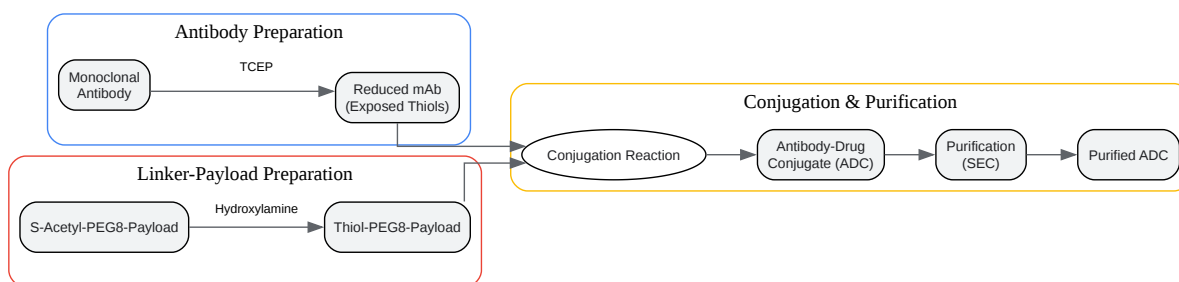 Antibody Preparation
Monoclonal
Antibody
TCEP
Reduced mAb
(Exposed Thiols)
Linker-Payload Preparation
S-Acetyl-PEG8-Payload
Hydroxylamine
Thiol-PEG8-Payload
Conjugation & Purification
Conjugation Reaction
Antibody-Drug
Conjugate (ADC)
Purification
(SEC)
Purified ADC